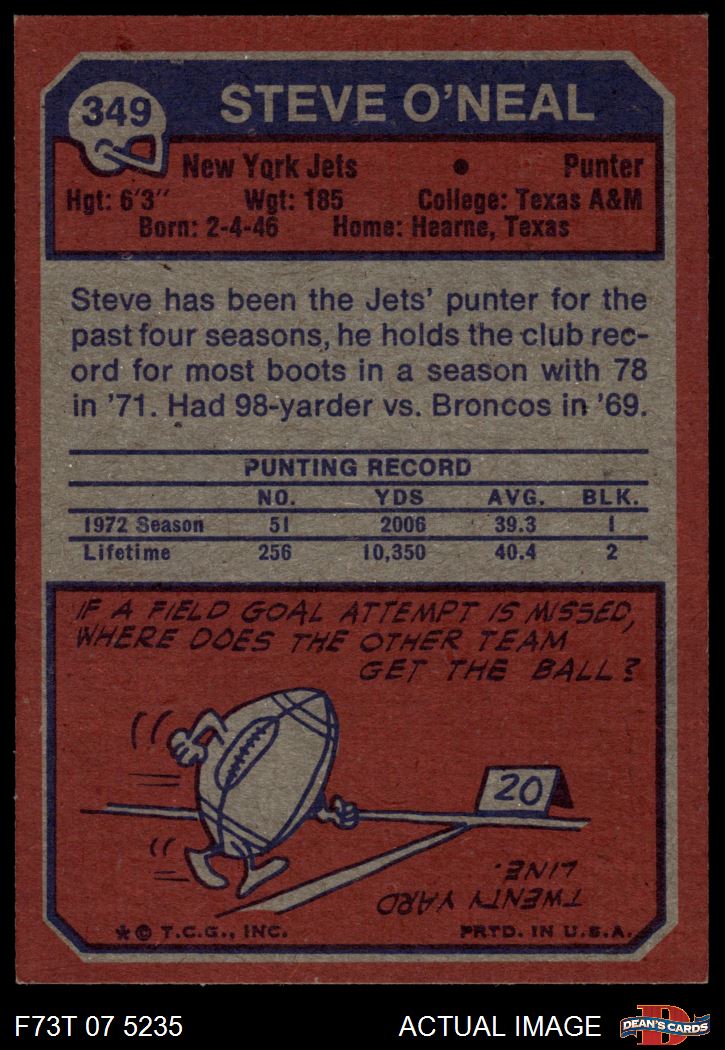 349
STEVE O'NEAL
New York Jets • Punter
Hgt: 6'3" Wgt: 185 College: Texas A&M
Born: 2-4-46 Home: Hearne, Texas
Steve has been the Jets' punter for the
past four seasons, he holds the club rec-
ord for most boots in a season with 78
in '71. Had 98-yarder vs. Broncos in '69.
PUNTING RECORD
NO. YDS AVG. BLK.
1972 Season 51 2006 39.3 1
Lifetime 256 10,350 40.4 2
IF A FIELD GOAL ATTEMPT IS MISSED,
WHERE DOES THE OTHER TEAM
GET THE BALL?
20
TWENTY YARD
LINE.
* © T.C.G., INC. PRTD. IN U.S.A.
F73T 07 5235 ACTUAL IMAGE
D
DEAN'S CARDS